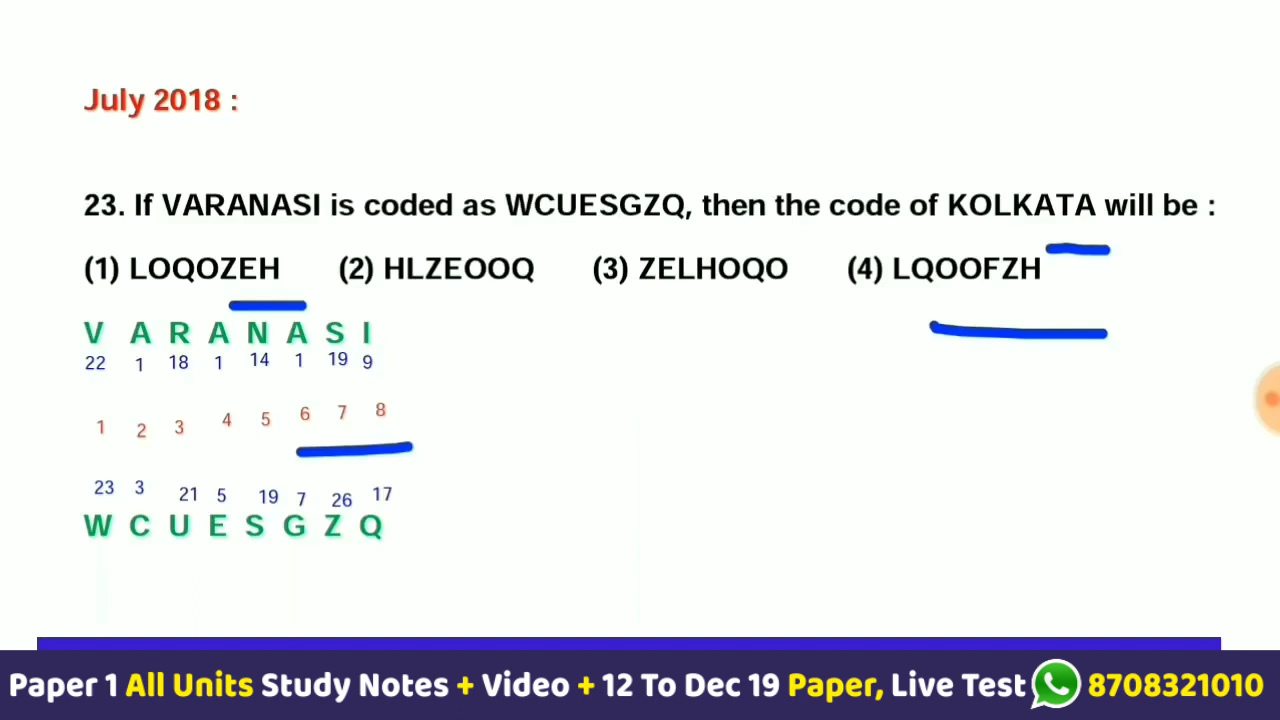 July 2018 :
23. If VARANASI is coded as WCUESGZQ, then the code of KOLKATA will be :
(1) LOQOZEH (2) HLZEOOQ (3) ZELHOQO (4) LQOOFZH
V A R A N A S I
22 1 18 1 14 1 19 9
1 2 3 4 5 6 7 8
23 3 21 5 19 7 26 17
W C U E S G Z Q
Paper 1 All Units Study Notes + Video + 12 To Dec 19 Paper, Live Test 8708321010